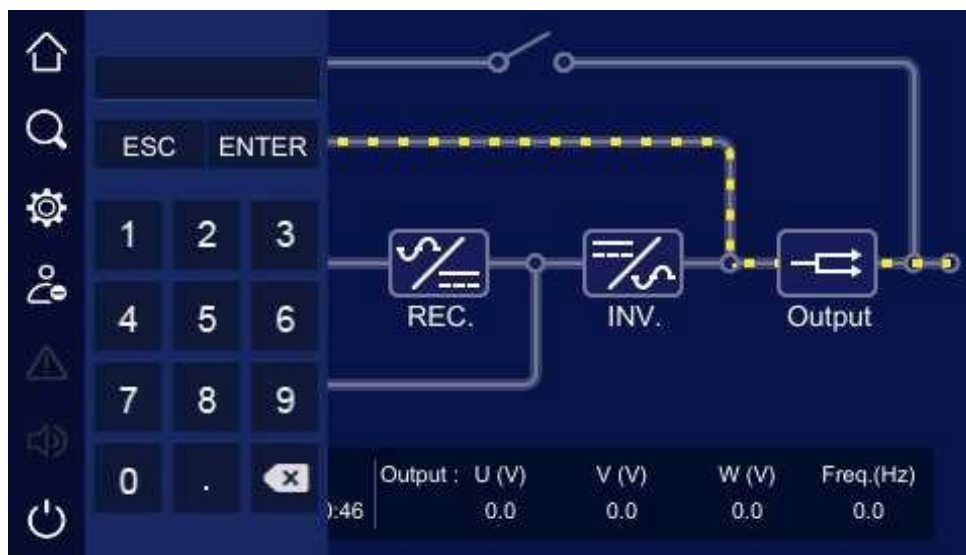 ESC ENTER
1 2 3
4 5 6
7 8 9
0 .
REC. INV. Output
Output : U (V) V (V) W (V) Freq.(Hz)
:46 0.0 0.0 0.0 0.0